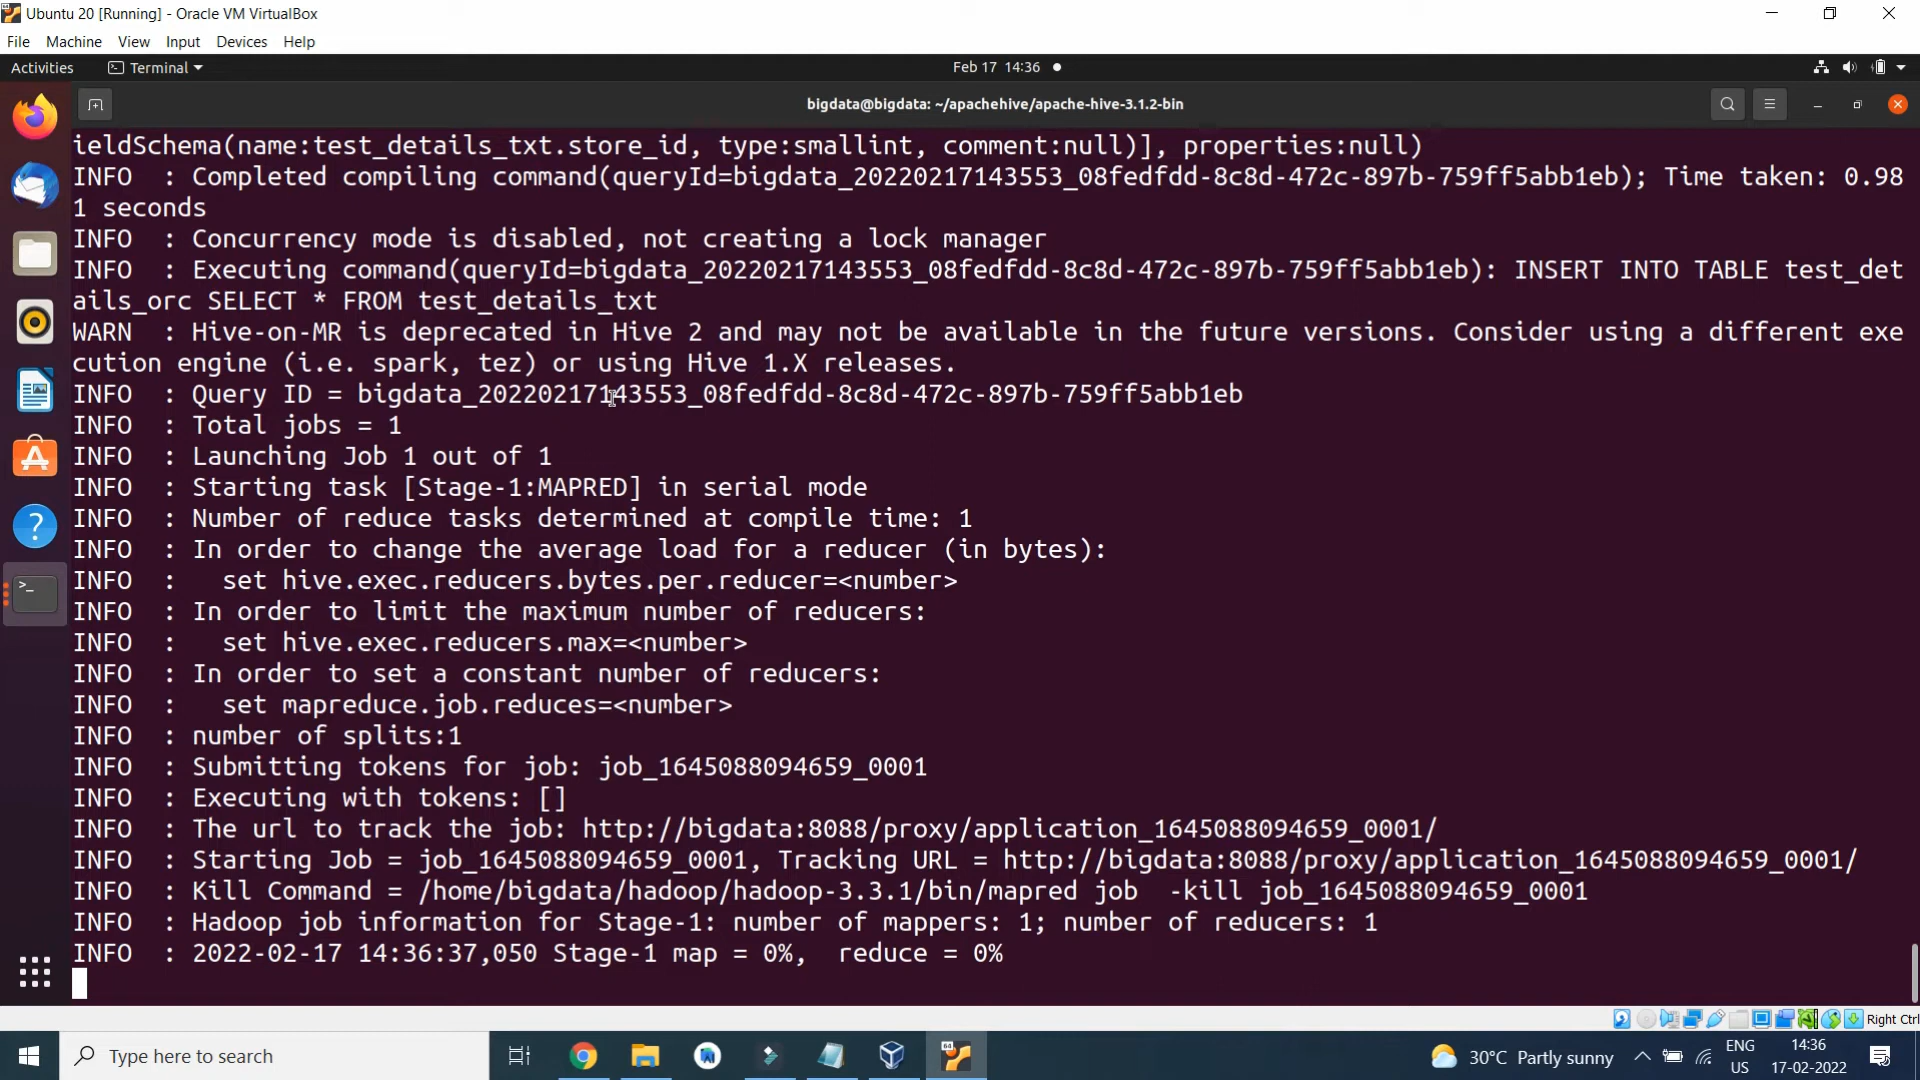 Ubuntu 20 [Running] - Oracle VM VirtualBox
File Machine View Input Devices Help
Activities Terminal Feb 17 14:36
bigdata@bigdata: ~/apachehive/apache-hive-3.1.2-bin
ieldSchema(name:test_details_txt.store_id, type:smallint, comment:null)], properties:null)
INFO  : Completed compiling command(queryId=bigdata_20220217143553_08fedfdd-8c8d-472c-897b-759ff5abb1eb); Time taken: 0.98
1 seconds
INFO  : Concurrency mode is disabled, not creating a lock manager
INFO  : Executing command(queryId=bigdata_20220217143553_08fedfdd-8c8d-472c-897b-759ff5abb1eb): INSERT INTO TABLE test_det
ails_orc SELECT * FROM test_details_txt
WARN  : Hive-on-MR is deprecated in Hive 2 and may not be available in the future versions. Consider using a different exe
cution engine (i.e. spark, tez) or using Hive 1.X releases.
INFO  : Query ID = bigdata_20220217143553_08fedfdd-8c8d-472c-897b-759ff5abb1eb
INFO  : Total jobs = 1
INFO  : Launching Job 1 out of 1
INFO  : Starting task [Stage-1:MAPRED] in serial mode
INFO  : Number of reduce tasks determined at compile time: 1
INFO  : In order to change the average load for a reducer (in bytes):
INFO  :   set hive.exec.reducers.bytes.per.reducer=<number>
INFO  : In order to limit the maximum number of reducers:
INFO  :   set hive.exec.reducers.max=<number>
INFO  : In order to set a constant number of reducers:
INFO  :   set mapreduce.job.reduces=<number>
INFO  : number of splits:1
INFO  : Submitting tokens for job: job_1645088094659_0001
INFO  : Executing with tokens: []
INFO  : The url to track the job: http://bigdata:8088/proxy/application_1645088094659_0001/
INFO  : Starting Job = job_1645088094659_0001, Tracking URL = http://bigdata:8088/proxy/application_1645088094659_0001/
INFO  : Kill Command = /home/bigdata/hadoop/hadoop-3.3.1/bin/mapred job  -kill job_1645088094659_0001
INFO  : Hadoop job information for Stage-1: number of mappers: 1; number of reducers: 1
INFO  : 2022-02-17 14:36:37,050 Stage-1 map = 0%,  reduce = 0%
Right Ctrl
Type here to search
30°C Partly sunny
ENG
US
14:36
17-02-2022